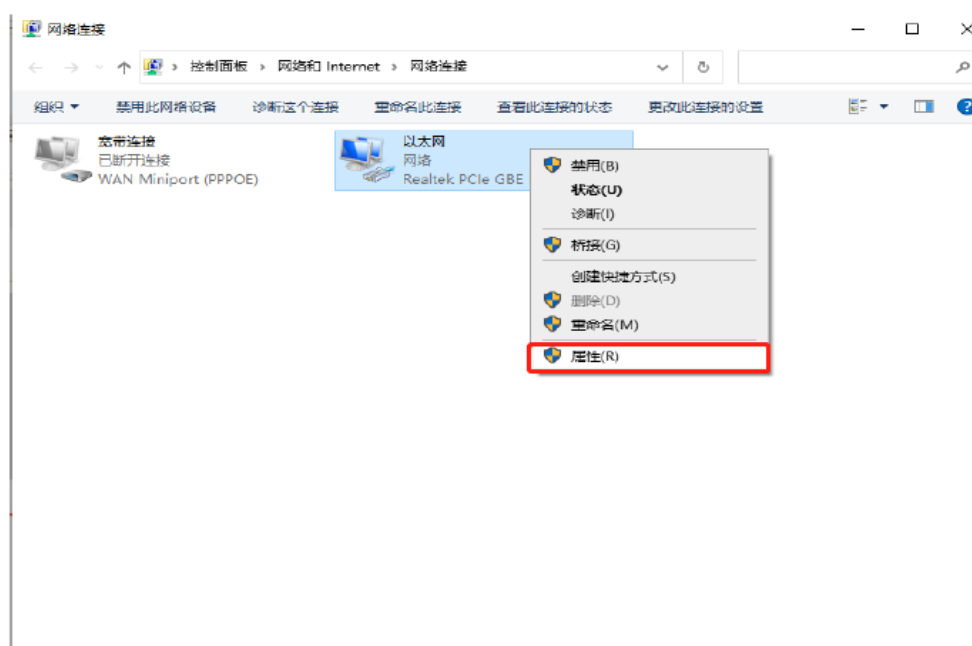 网络连接
控制面板 › 网络和 Internet › 网络连接
组织 禁用此网络设备 诊断这个连接 重命名此连接 查看此连接的状态 更改此连接的设置
宽带连接
已断开连接
WAN Miniport (PPPOE)
以太网
网络
Realtek PCIe GBE
禁用(B)
状态(U)
诊断(I)
桥接(G)
创建快捷方式(S)
删除(D)
重命名(M)
属性(R)